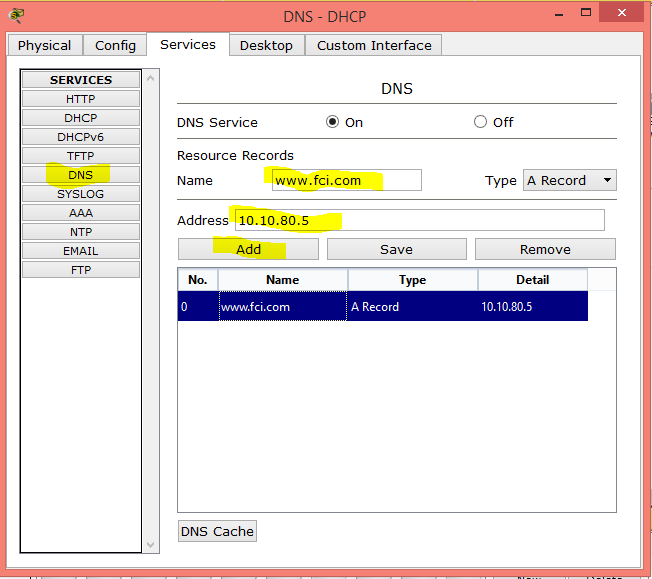 DNS - DHCP
Physical Config Services Desktop Custom Interface
SERVICES
HTTP
DHCP
DHCPv6
TFTP
DNS
SYSLOG
AAA
NTP
EMAIL
FTP
DNS
DNS Service On Off
Resource Records
Name www.fci.com Type A Record
Address 10.10.80.5
Add Save Remove
No. Name Type Detail
0 www.fci.com A Record 10.10.80.5
DNS Cache